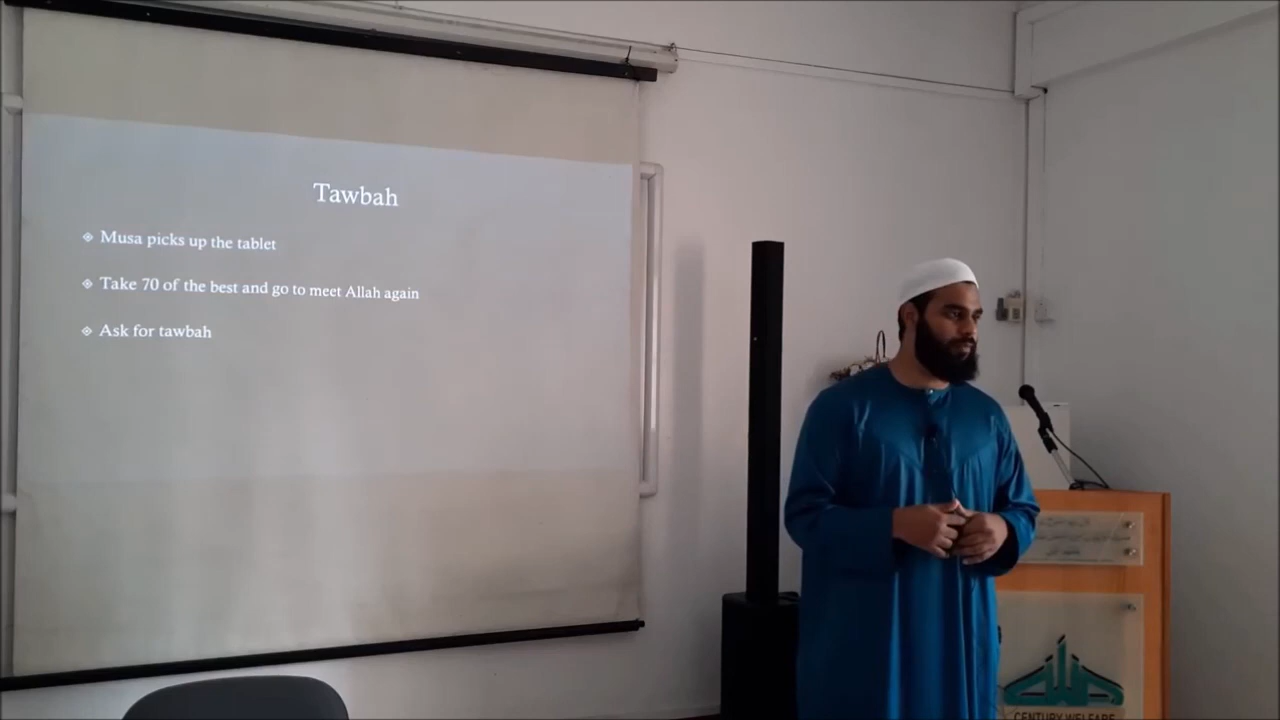 Tawbah
Musa picks up the tablet
Take 70 of the best and go to meet Allah again
Ask for tawbah
CENTURY WELFARE